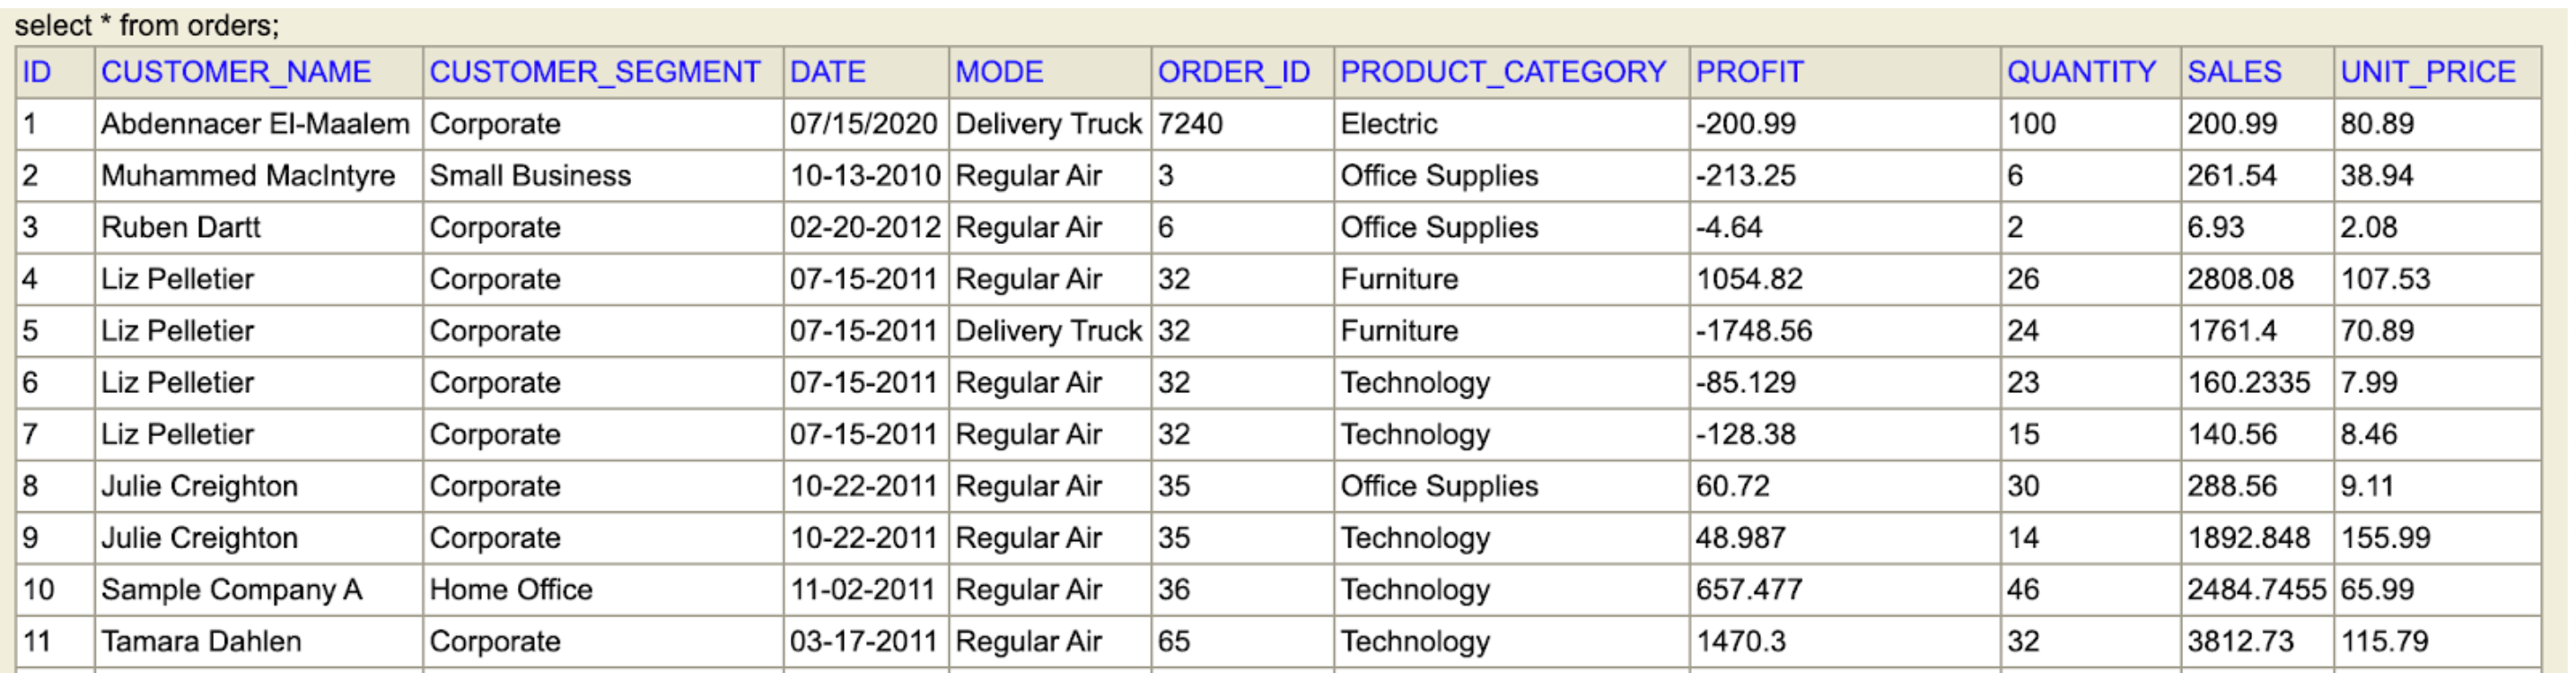 select * from orders;
ID CUSTOMER_NAME CUSTOMER_SEGMENT DATE MODE ORDER_ID PRODUCT_CATEGORY PROFIT QUANTITY SALES UNIT_PRICE
1 Abdennacer El-Maalem Corporate 07/15/2020 Delivery Truck 7240 Electric -200.99 100 200.99 80.89
2 Muhammed MacIntyre Small Business 10-13-2010 Regular Air 3 Office Supplies -213.25 6 261.54 38.94
3 Ruben Dartt Corporate 02-20-2012 Regular Air 6 Office Supplies -4.64 2 6.93 2.08
4 Liz Pelletier Corporate 07-15-2011 Regular Air 32 Furniture 1054.82 26 2808.08 107.53
5 Liz Pelletier Corporate 07-15-2011 Delivery Truck 32 Furniture -1748.56 24 1761.4 70.89
6 Liz Pelletier Corporate 07-15-2011 Regular Air 32 Technology -85.129 23 160.2335 7.99
7 Liz Pelletier Corporate 07-15-2011 Regular Air 32 Technology -128.38 15 140.56 8.46
8 Julie Creighton Corporate 10-22-2011 Regular Air 35 Office Supplies 60.72 30 288.56 9.11
9 Julie Creighton Corporate 10-22-2011 Regular Air 35 Technology 48.987 14 1892.848 155.99
10 Sample Company A Home Office 11-02-2011 Regular Air 36 Technology 657.477 46 2484.7455 65.99
11 Tamara Dahlen Corporate 03-17-2011 Regular Air 65 Technology 1470.3 32 3812.73 115.79